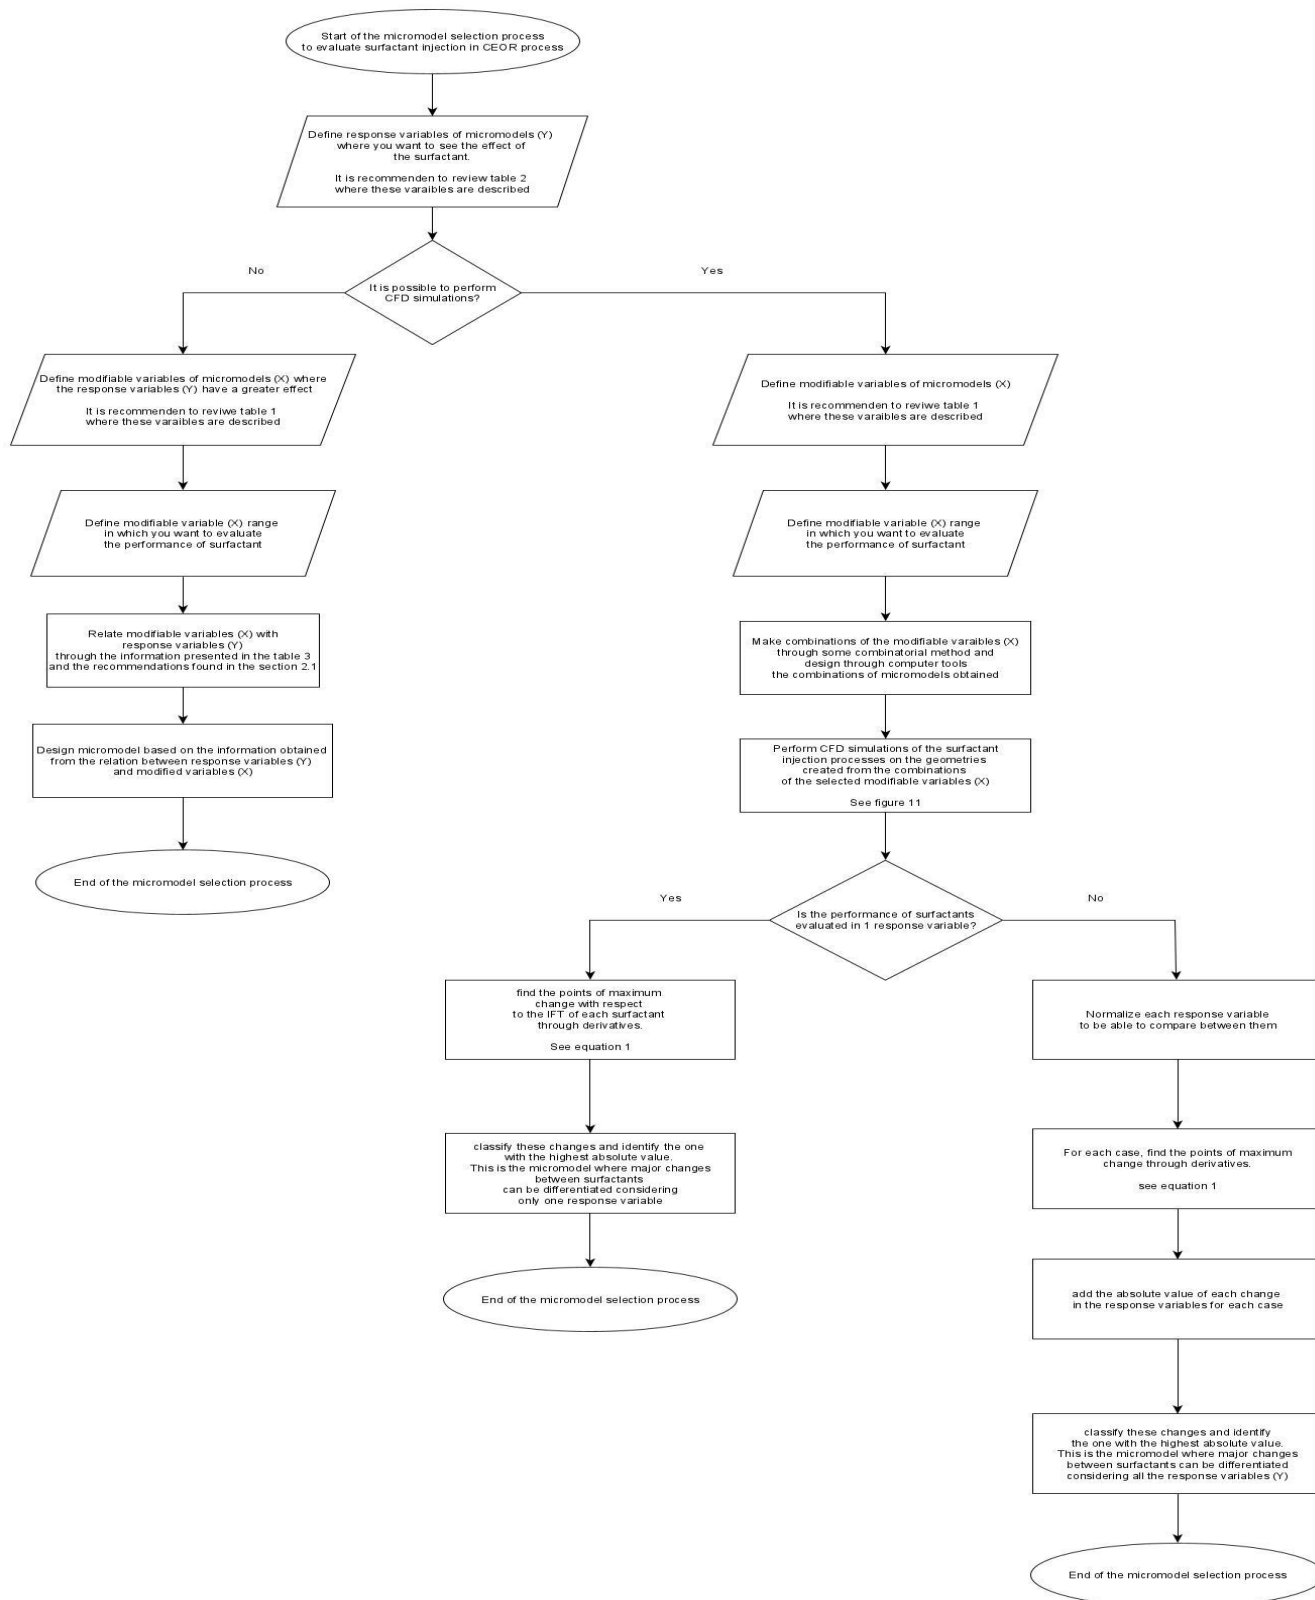 Start of the micromodel selection process
to evaluate surfactant injection in CEOR process
Define response variables of micromodels (Y)
where you want to see the effect of
the surfactant.
It is recommenden to review table 2
where these varaibles are described
It is possible to perform
CFD simulations?
No
Yes
Define modifiable variables of micromodels (X) where
the response variables (Y) have a greater effect
It is recommenden to reviwe table 1
where these varaibles are described
Define modifiable variable (X) range
in which you want to evaluate
the performance of surfactant
Relate modifiable variables (X) with
response variables (Y)
through the information presented in the table 3
and the recommendations found in the section 2.1
Design micromodel based on the information obtained
from the relation between response variables (Y)
and modified variables (X)
End of the micromodel selection process
Define modifiable variables of micromodels (X)
It is recommenden to reviwe table 1
where these varaibles are described
Define modifiable variable (X) range
in which you want to evaluate
the performance of surfactant
Make combinations of the modifiable varaibles (X)
through some combinatorial method and
design through computer tools
the combinations of micromodels obtained
Perform CFD simulations of the surfactant
injection processes on the geometries
created from the combinations
of the selected modifiable variables (X)
See figure 11
Is the performance of surfactants
evaluated in 1 response variable?
Yes
No
find the points of maximum
change with respect
to the IFT of each surfactant
through derivatives.
See equation 1
classify these changes and identify the one
with the highest absolute value.
This is the micromodel where major changes
between surfactants
can be differentiated considering
only one response variable
End of the micromodel selection process
Normalize each response variable
to be able to compare between them
For each case, find the points of maximum
change through derivatives.
see equation 1
add the absolute value of each change
in the response variables for each case
classify these changes and identify
the one with the highest absolute value.
This is the micromodel where major changes
between surfactants can be differentiated
considering all the response variables (Y)
End of the micromodel selection process